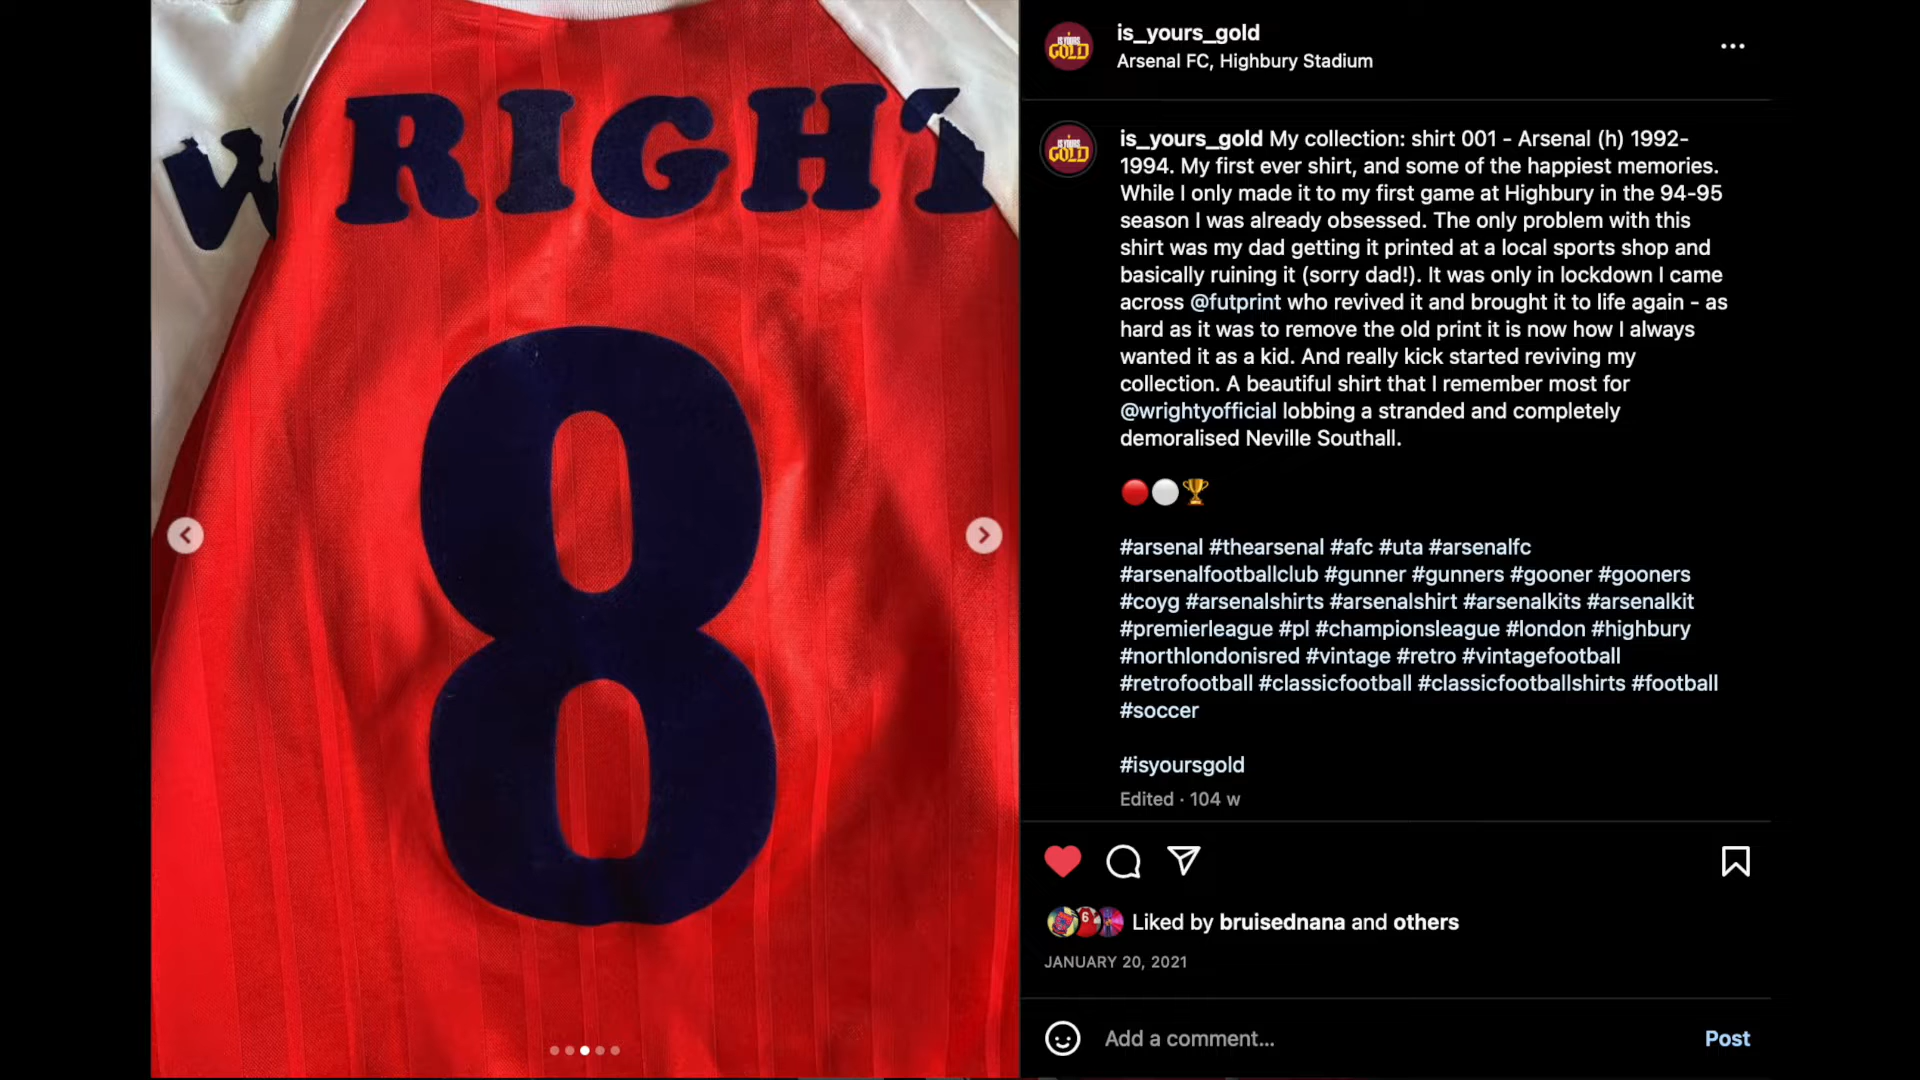 WRIGHT
8
IS YOURS
GOLD
is_yours_gold
Arsenal FC, Highbury Stadium
IS YOURS
GOLD
is_yours_gold My collection: shirt 001 - Arsenal (h) 1992-
1994. My first ever shirt, and some of the happiest memories.
While I only made it to my first game at Highbury in the 94-95
season I was already obsessed. The only problem with this
shirt was my dad getting it printed at a local sports shop and
basically ruining it (sorry dad!). It was only in lockdown I came
across @futprint who revived it and brought it to life again - as
hard as it was to remove the old print it is now how I always
wanted it as a kid. And really kick started reviving my
collection. A beautiful shirt that I remember most for
@wrightyofficial lobbing a stranded and completely
demoralised Neville Southall.
#arsenal #thearsenal #afc #uta #arsenalfc
#arsenalfootballclub #gunner #gunners #gooner #gooners
#coyg #arsenalshirts #arsenalshirt #arsenalkits #arsenalkit
#premierleague #pl #championsleague #london #highbury
#northlondonisred #vintage #retro #vintagefootball
#retrofootball #classicfootball #classicfootballshirts #football
#soccer
#isyoursgold
Edited · 104 w
6
Liked by bruisednana and others
JANUARY 20, 2021
Add a comment...
Post